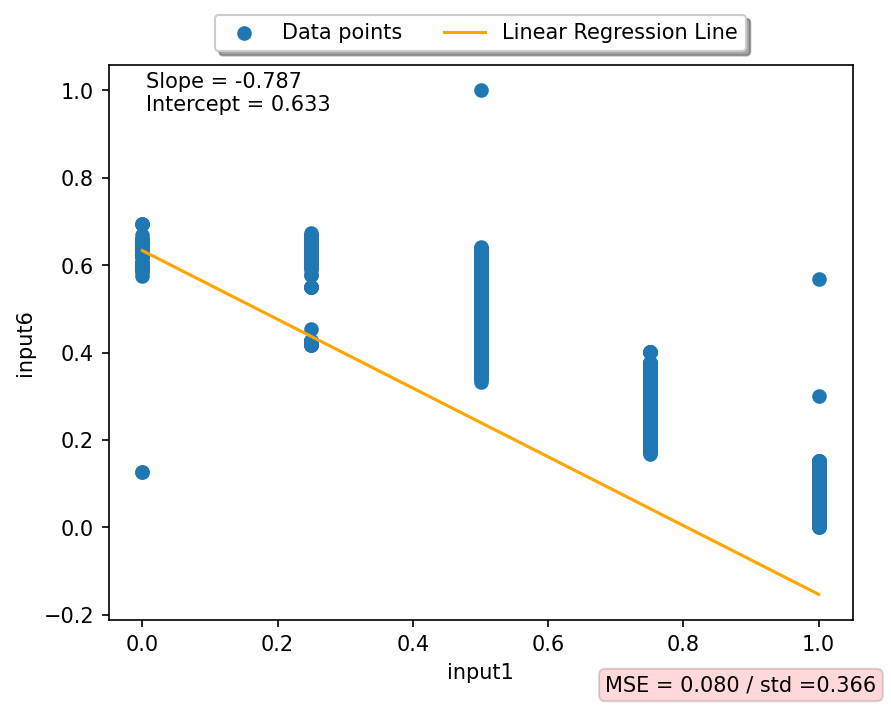 Data points
Linear Regression Line
Slope = -0.787
Intercept = 0.633
1.0
0.8
0.6
0.4
0.2
0.0
−0.2
input6
0.0
0.2
0.4
0.6
0.8
1.0
input1
MSE = 0.080 / std =0.366